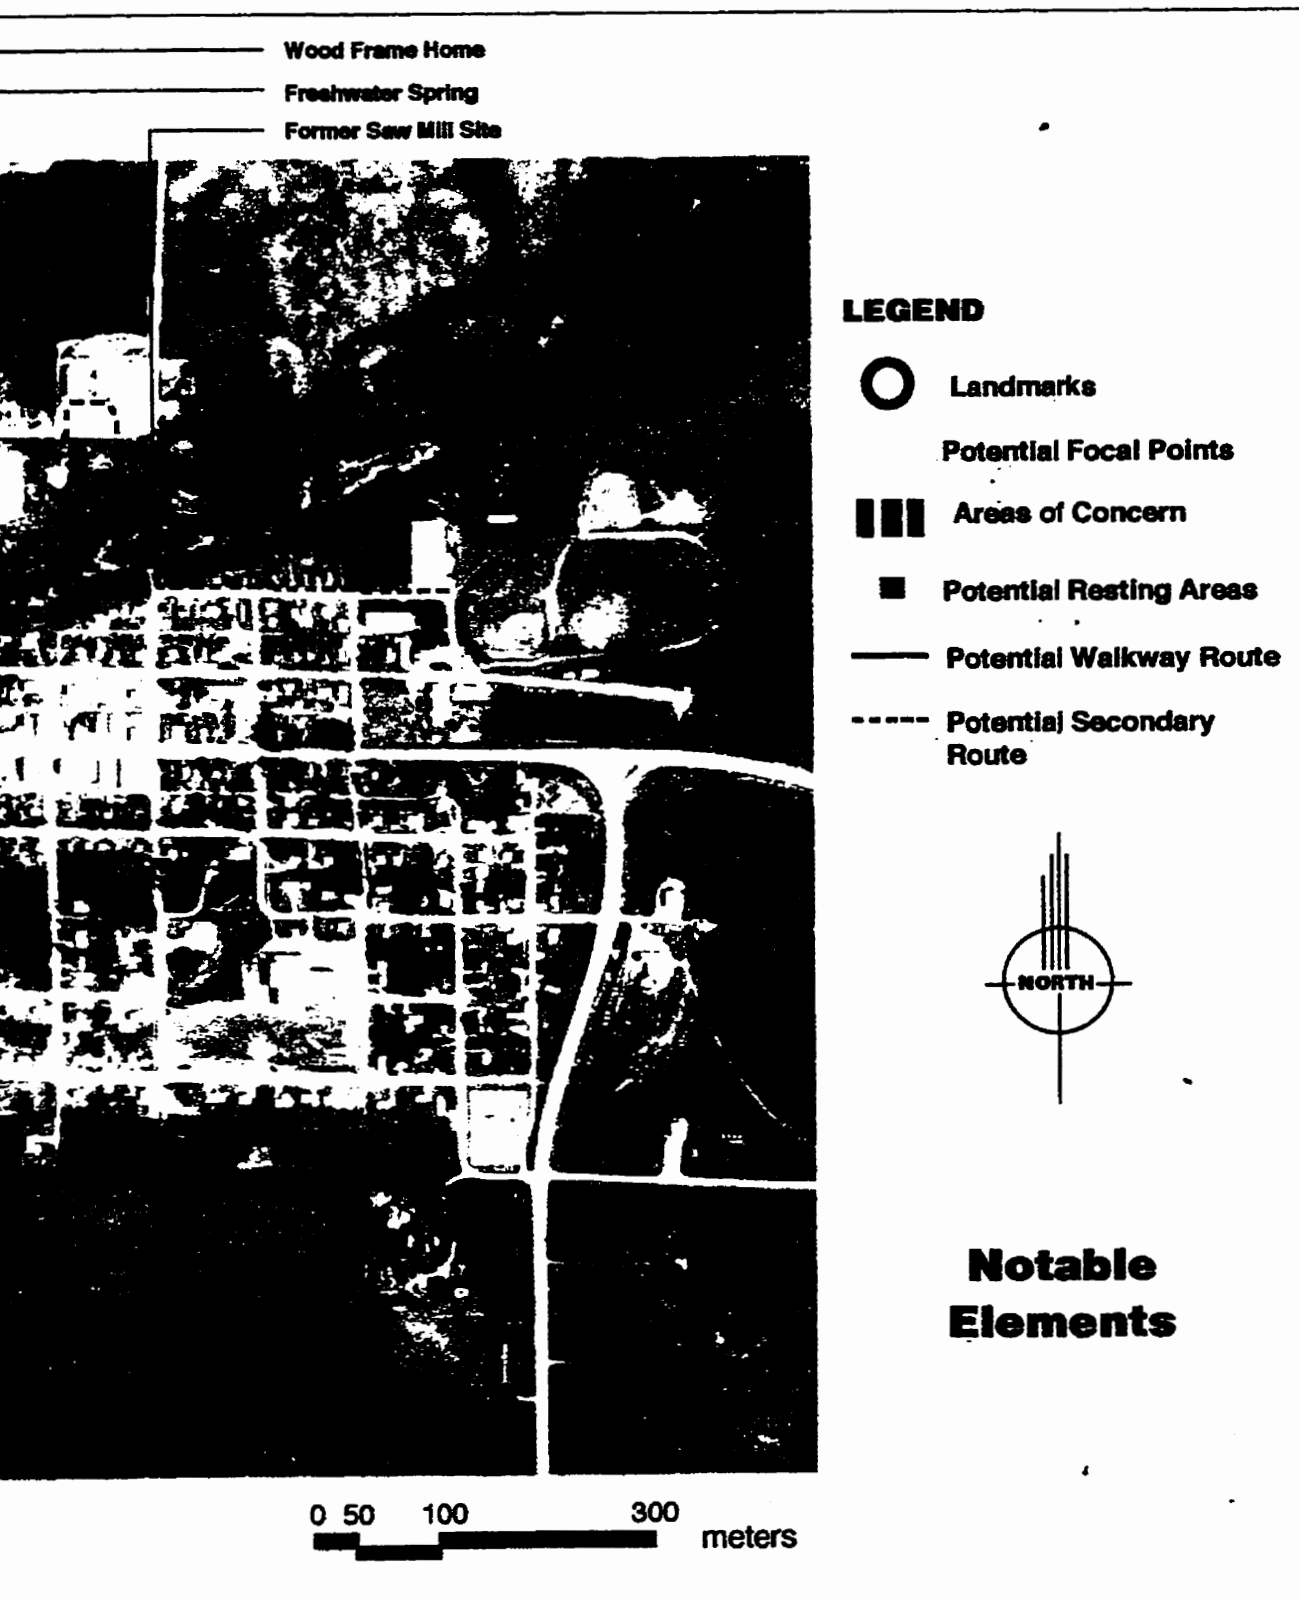 Wood Frame Home
Freshwater Spring
Former Saw Mill Site
LEGEND
Landmarks
Potential Focal Points
Areas of Concern
Potential Resting Areas
Potential Walkway Route
Potential Secondary
Route
NORTH
Notable
Elements
0 50 100 300
meters